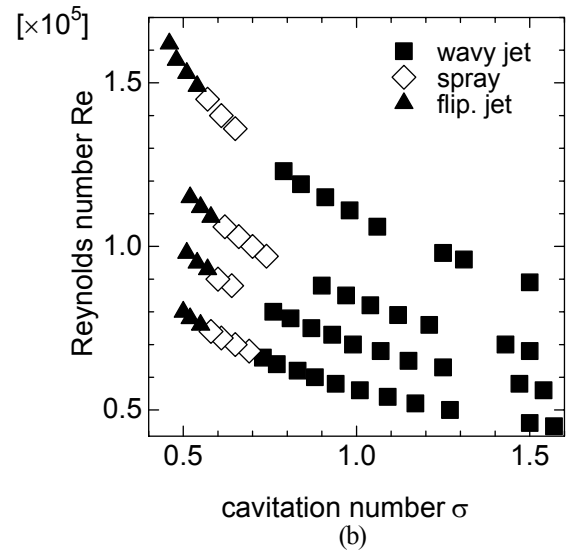 [×10⁵]
wavy jet
spray
flip. jet
1.5
1.0
0.5
Reynolds number Re
0.5 1.0 1.5
cavitation number σ
(b)